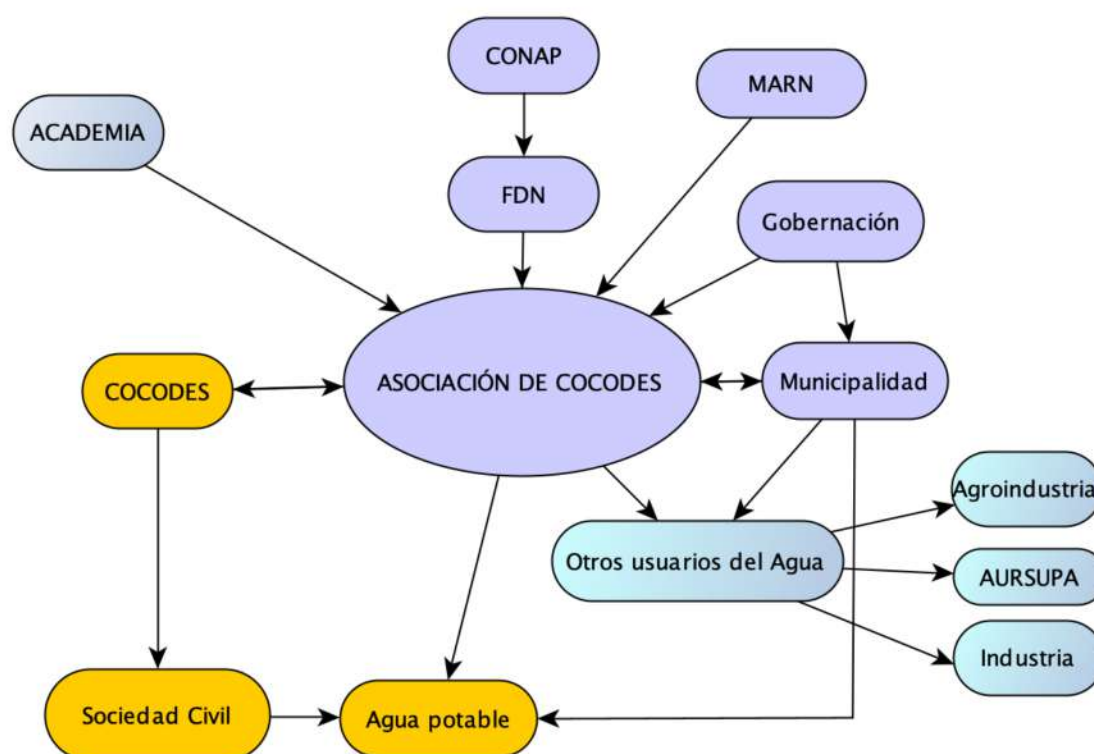 CONAP
MARN
ACADEMIA
FDN
Gobernación
COCODES
ASOCIACIÓN DE COCODES
Municipalidad
Agroindustria
Otros usuarios del Agua
AURSUPA
Industria
Sociedad Civil
Agua potable